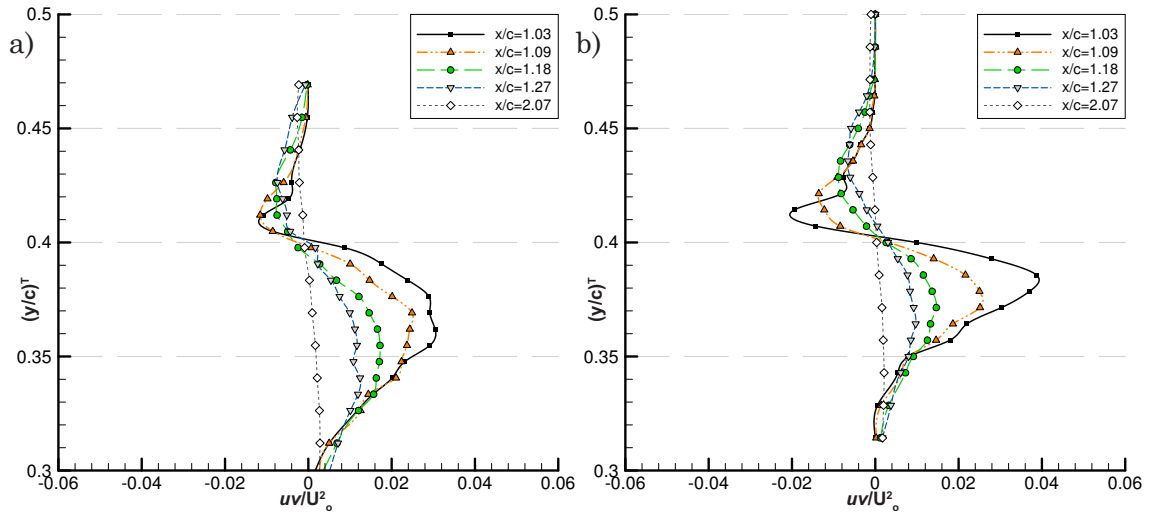 a)
0.5
0.45
0.4
0.35
0.3
(y/c)ᵀ
x/c=1.03
x/c=1.09
x/c=1.18
x/c=1.27
x/c=2.07
-0.06 -0.04 -0.02 0 0.02 0.04 0.06
uv/U²ₒ
b)
0.5
0.45
0.4
0.35
0.3
(y/c)ᵀ
x/c=1.03
x/c=1.09
x/c=1.18
x/c=1.27
x/c=2.07
-0.06 -0.04 -0.02 0 0.02 0.04 0.06
uv/U²ₒ